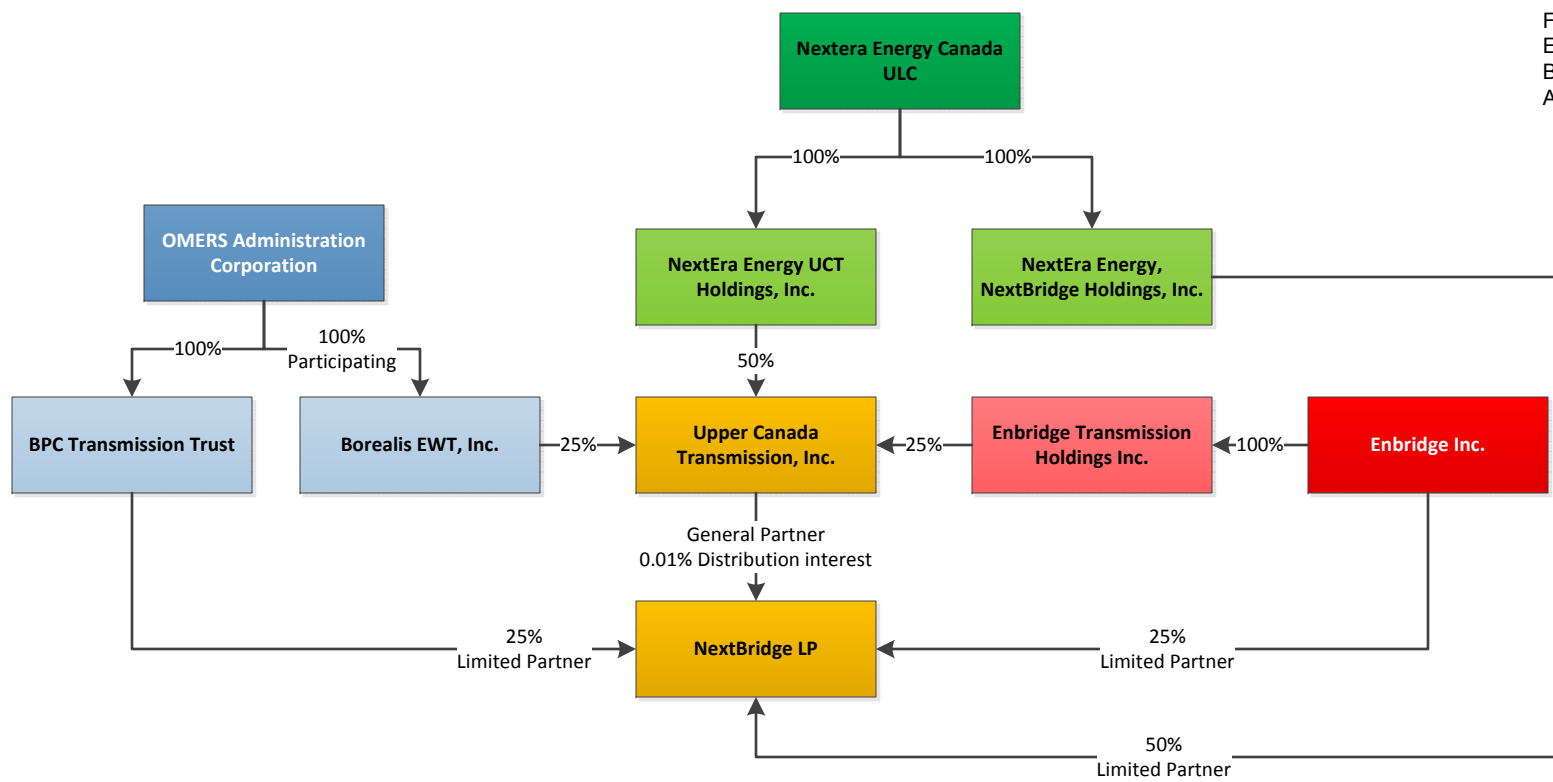 F
E
B
A
Nextera Energy Canada
ULC
100%
100%
OMERS Administration
Corporation
NextEra Energy UCT
Holdings, Inc.
NextEra Energy,
NextBridge Holdings, Inc.
100%
100%
Participating
50%
BPC Transmission Trust
Borealis EWT, Inc.
25%
Upper Canada
Transmission, Inc.
25%
Enbridge Transmission
Holdings Inc.
100%
Enbridge Inc.
General Partner
0.01% Distribution interest
25%
Limited Partner
NextBridge LP
25%
Limited Partner
50%
Limited Partner